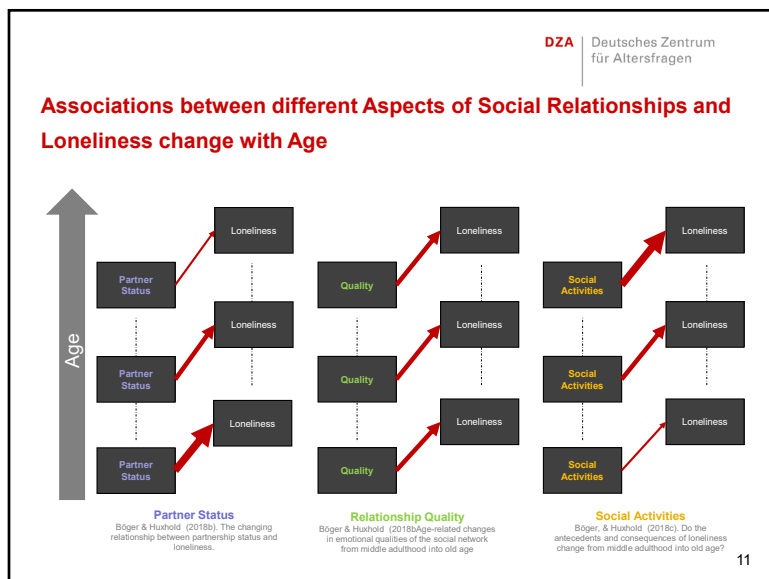 DZA
Deutsches Zentrum
für Altersfragen
Associations between different Aspects of Social Relationships and
Loneliness change with Age
Age
Loneliness
Partner
Status
Loneliness
Partner
Status
Loneliness
Partner
Status
Loneliness
Quality
Loneliness
Quality
Loneliness
Quality
Loneliness
Social
Activities
Loneliness
Social
Activities
Loneliness
Social
Activities
Partner Status
Böger & Huxhold (2018b). The changing
relationship between partnership status and
loneliness.
Relationship Quality
Böger, & Huxhold (2018bAge-related changes
in emotional qualities of the social network
from middle adulthood into old age
Social Activities
Böger, & Huxhold (2018c). Do the
antecedents and consequences of loneliness
change from middle adulthood into old age?
11